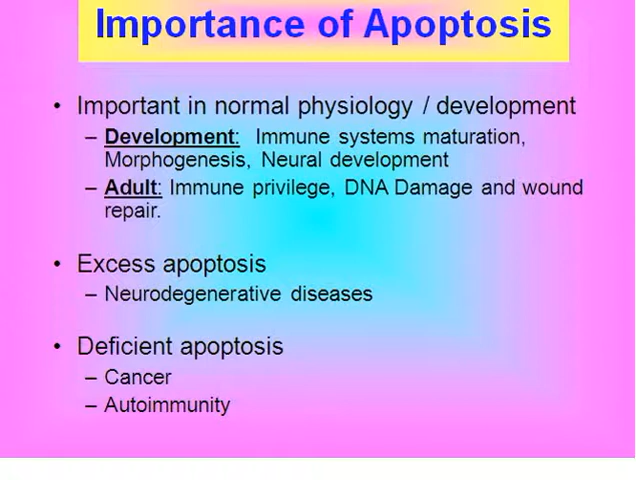 Importance of Apoptosis
• Important in normal physiology / development
– Development: Immune systems maturation,
Morphogenesis, Neural development
– Adult: Immune privilege, DNA Damage and wound
repair.
• Excess apoptosis
– Neurodegenerative diseases
• Deficient apoptosis
– Cancer
– Autoimmunity